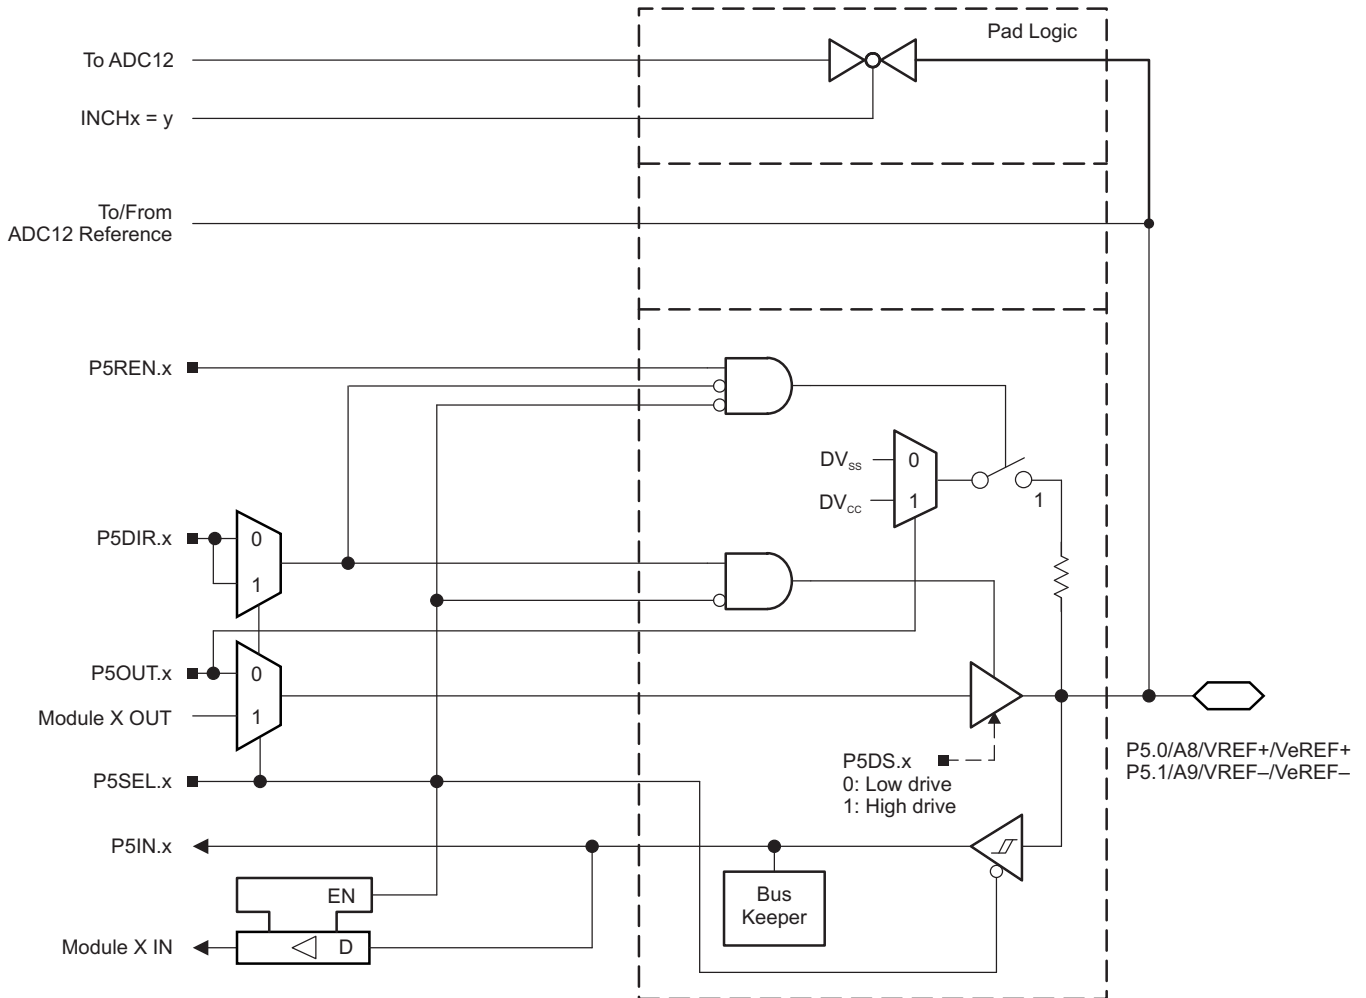 Pad Logic
To ADC12
INCHx = y
To/From
ADC12 Reference
P5REN.x
DVSS
0
DVCC
1
1
P5DIR.x
0
1
P5OUT.x
0
Module X OUT
1
P5SEL.x
P5DS.x
0: Low drive
1: High drive
P5.0/A8/VREF+/VeREF+
P5.1/A9/VREF–/VeREF–
P5IN.x
EN
Bus
Keeper
Module X IN
D